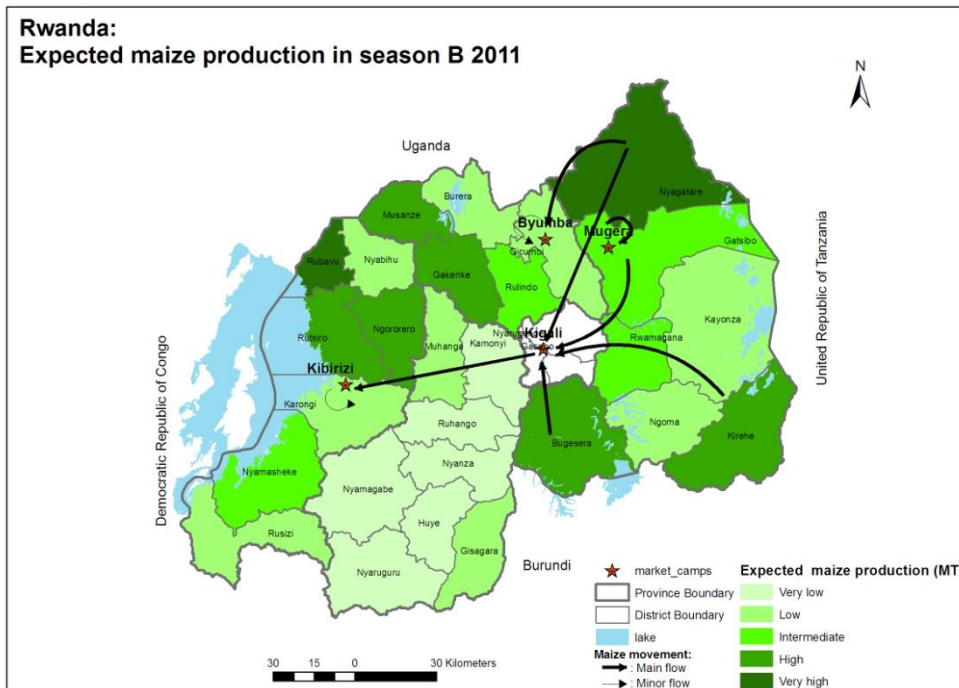 Rwanda:
Expected maize production in season B 2011
N
Uganda
Nyagatare
Burera
Musanze
Byumba
Mugera
Gatsibo
Rubavu
Nyabihu
Gicumbi
Gakenke
Rulindo
Kayonza
Rutsiro
Ngororero
Kigali
Rwamagana
Muhanga
Kamonyi
Kibirizi
Karongi
Ruhango
Ngoma
Kirehe
Bugesera
Nyamasheke
Nyanza
Nyamagabe
Huye
Rusizi
Gisagara
Nyaruguru
Burundi
Democratic Republic of Congo
United Republic of Tanzania
market_camps
Province Boundary
District Boundary
lake
Maize movement:
: Main flow
: Minor flow
Expected maize production (MT
Very low
Low
Intermediate
High
Very high
30 15 0 30 Kilometers